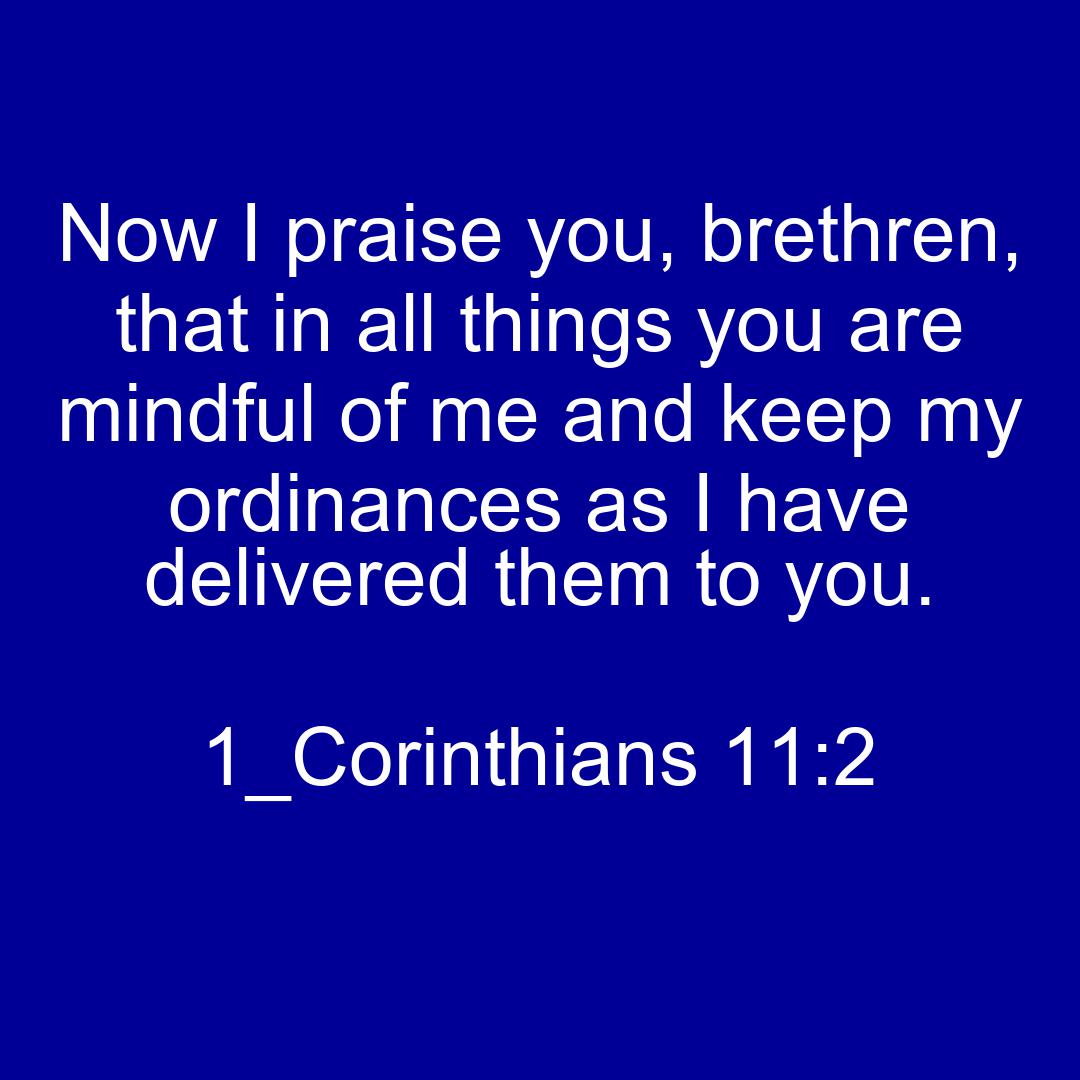 Now I praise you, brethren,
that in all things you are
mindful of me and keep my
ordinances as I have
delivered them to you.
1_Corinthians 11:2